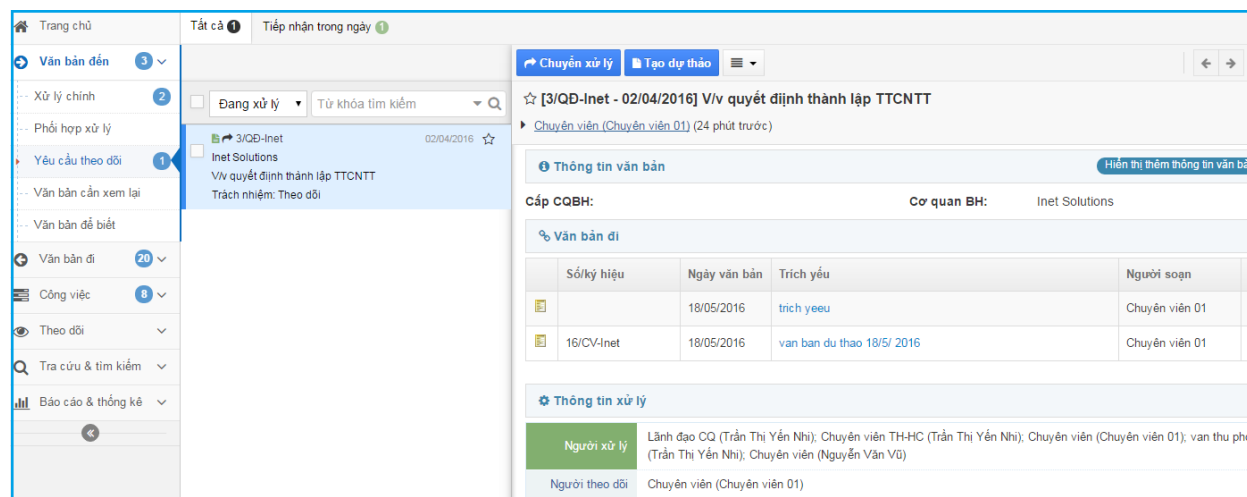 Trang chủ
Văn bản đến 3
Xử lý chính 2
Phối hợp xử lý
Yêu cầu theo dõi 1
Văn bản cần xem lại
Văn bản để biết
Văn bản đi 20
Công việc 8
Theo dõi
Tra cứu & tìm kiếm
Báo cáo & thống kê
Tất cả 1 Tiếp nhận trong ngày 1
Đang xử lý Từ khóa tìm kiếm
3/QĐ-Inet 02/04/2016
Inet Solutions
V/v quyết điịnh thành lập TTCNTT
Trách nhiệm: Theo dõi
Chuyển xử lý Tạo dự thảo
[3/QĐ-Inet - 02/04/2016] V/v quyết điịnh thành lập TTCNTT
Chuyên viên (Chuyên viên 01) (24 phút trước)
Thông tin văn bản Hiển thị thêm thông tin văn
Cấp CQBH: Cơ quan BH: Inet Solutions
Văn bản đi
Số/ký hiệu Ngày văn bản Trích yếu Người soạn
18/05/2016 trich yeeu Chuyên viên 01
16/CV-Inet 18/05/2016 van ban du thao 18/5/ 2016 Chuyên viên 01
Thông tin xử lý
Người xử lý Lãnh đạo CQ (Trần Thị Yến Nhi); Chuyên viên TH-HC (Trần Thị Yến Nhi); Chuyên viên (Chuyên viên 01); van thu
(Trần Thị Yến Nhi); Chuyên viên (Nguyễn Văn Vũ)
Người theo dõi Chuyên viên (Chuyên viên 01)